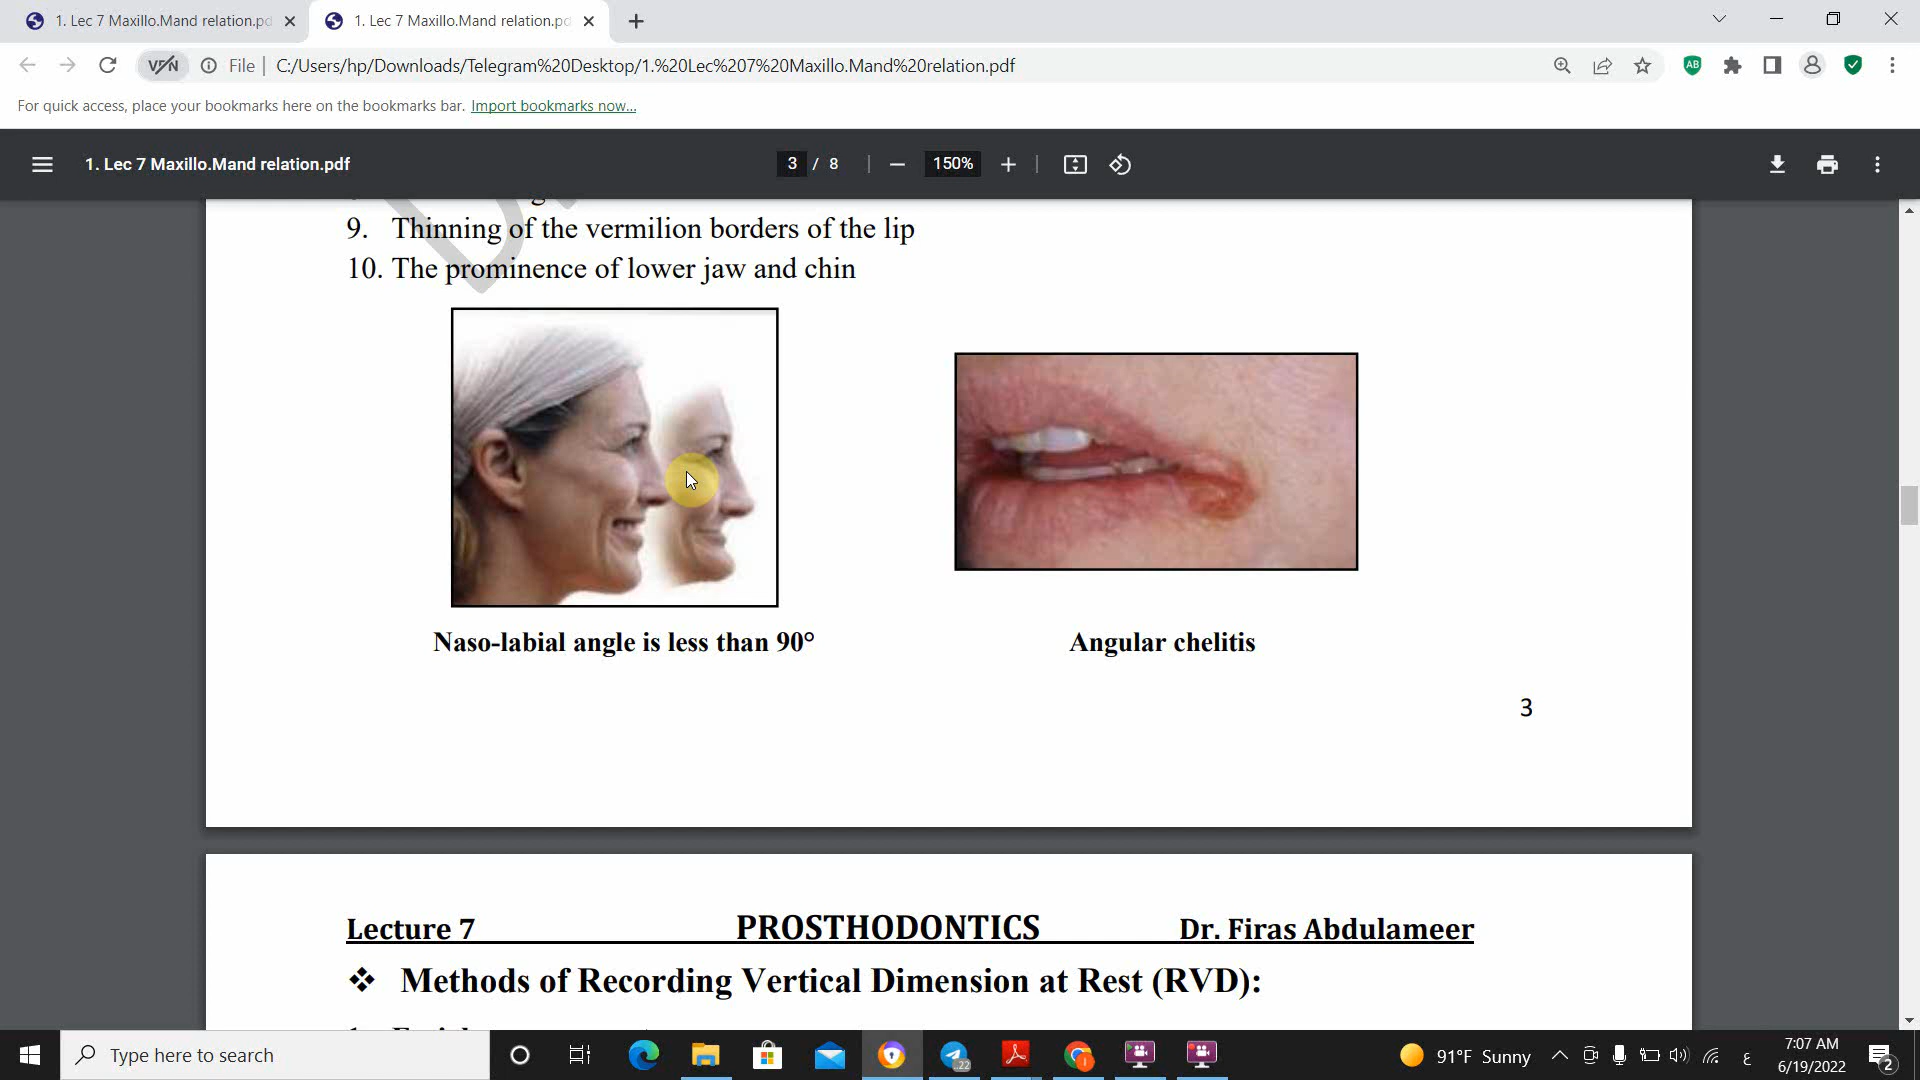 1. Lec 7 Maxillo.Mand relation.pd
1. Lec 7 Maxillo.Mand relation.pd
VPN
File
C:/Users/hp/Downloads/Telegram%20Desktop/1.%20Lec%207%20Maxillo.Mand%20relation.pdf
AB
For quick access, place your bookmarks here on the bookmarks bar. Import bookmarks now...
1. Lec 7 Maxillo.Mand relation.pdf
3 / 8
150%
9. Thinning of the vermilion borders of the lip
10. The prominence of lower jaw and chin
Naso-labial angle is less than 90°
Angular chelitis
3
Lecture 7 PROSTHODONTICS Dr. Firas Abdulameer
❖ Methods of Recording Vertical Dimension at Rest (RVD):
Type here to search
22
91°F Sunny
ع
7:07 AM
6/19/2022
2